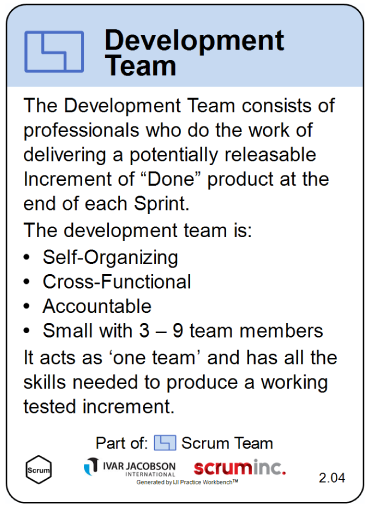 Development
Team
The Development Team consists of
professionals who do the work of
delivering a potentially releasable
Increment of “Done” product at the
end of each Sprint.
The development team is:
• Self-Organizing
• Cross-Functional
• Accountable
• Small with 3 – 9 team members
It acts as ‘one team’ and has all the
skills needed to produce a working
tested increment.
Part of: Scrum Team
Scrum
IVAR JACOBSON
INTERNATIONAL
scruminc.
Generated by IJI Practice Workbench™
2.04